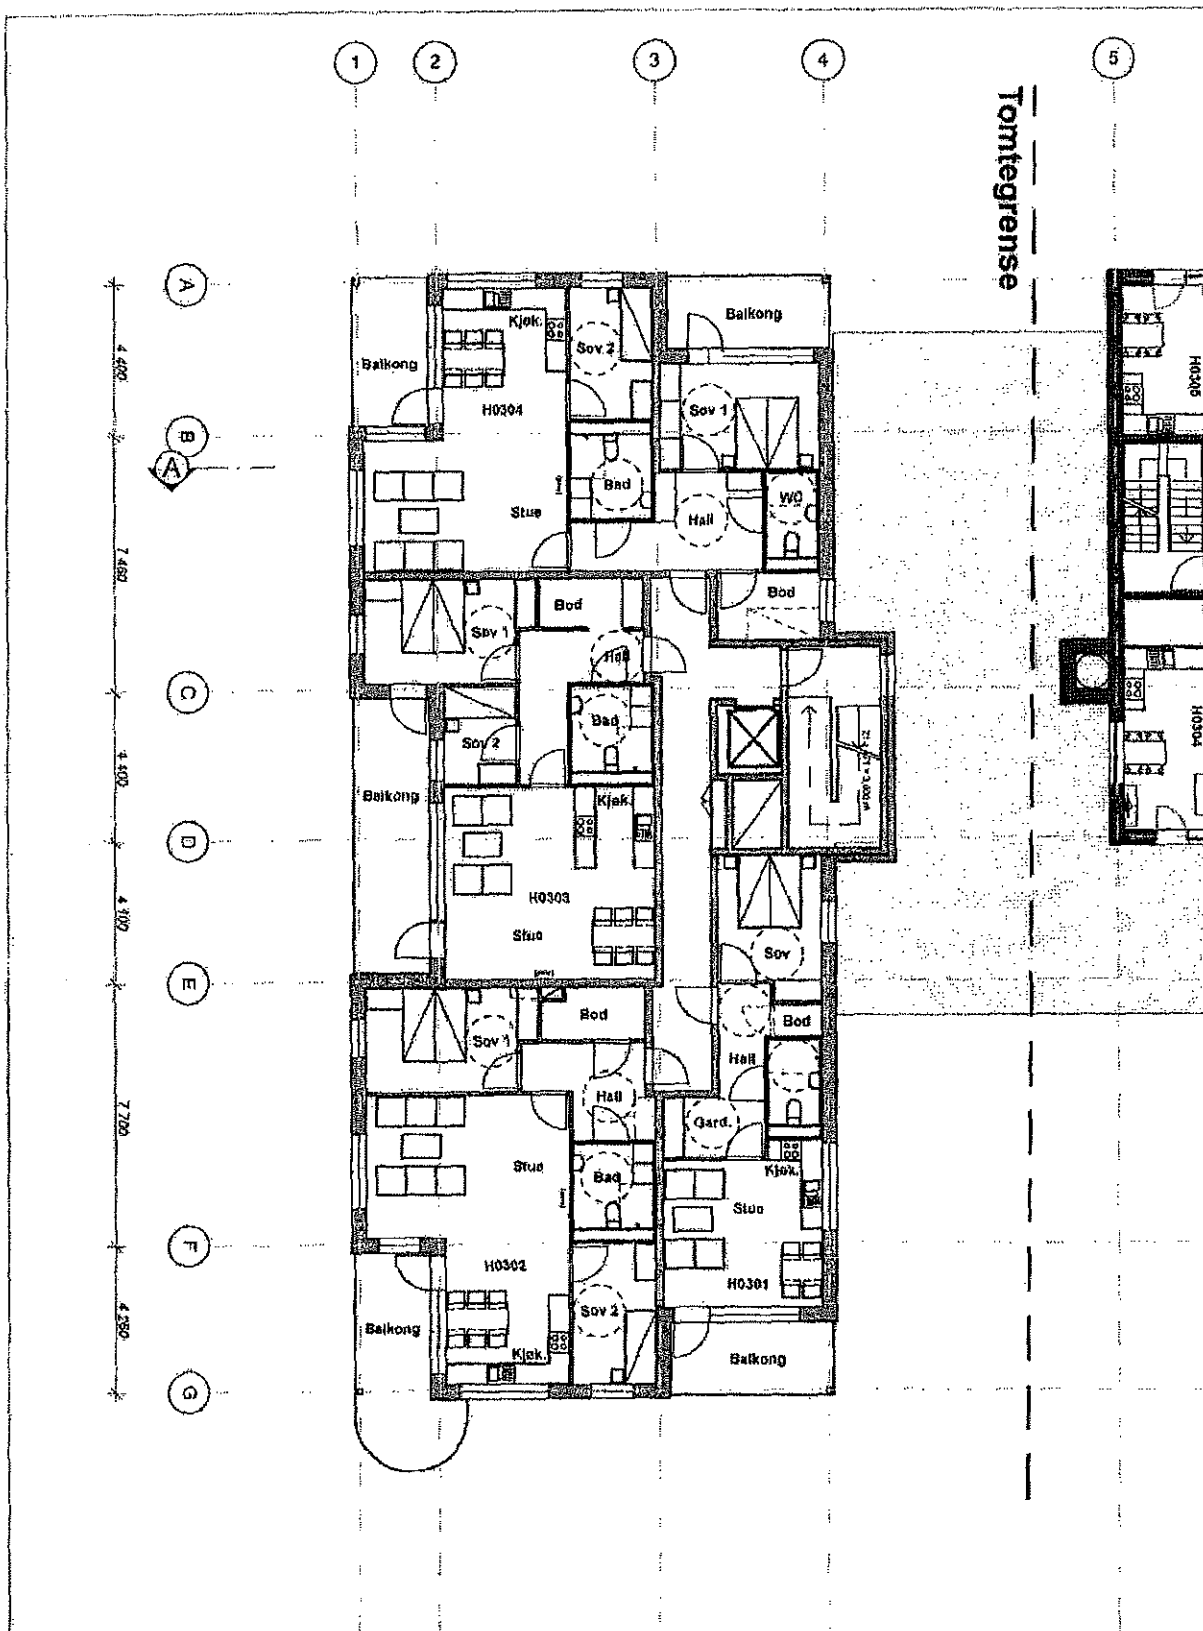 1
2
3
4
5
Tomtegrense
A
B
A
C
D
E
F
G
4 400
7 460
4 400
4 100
7 700
4 250
Kjøk.
Sov 2
Balkong
Balkong
H0304
Sov 1
Bad
WC
Stue
Hall
Bod
Bod
Sov 1
Hall
Sov 2
Bad
Balkong
Kjøk.
H0303
Stue
Sov
Bod
Bod
Sov 1
Hall
Hall
Gard.
Stue
Bad
Kjøk.
Stue
H0302
H0301
Sov 2
Balkong
Kjøk.
Balkong
H0305
H0304